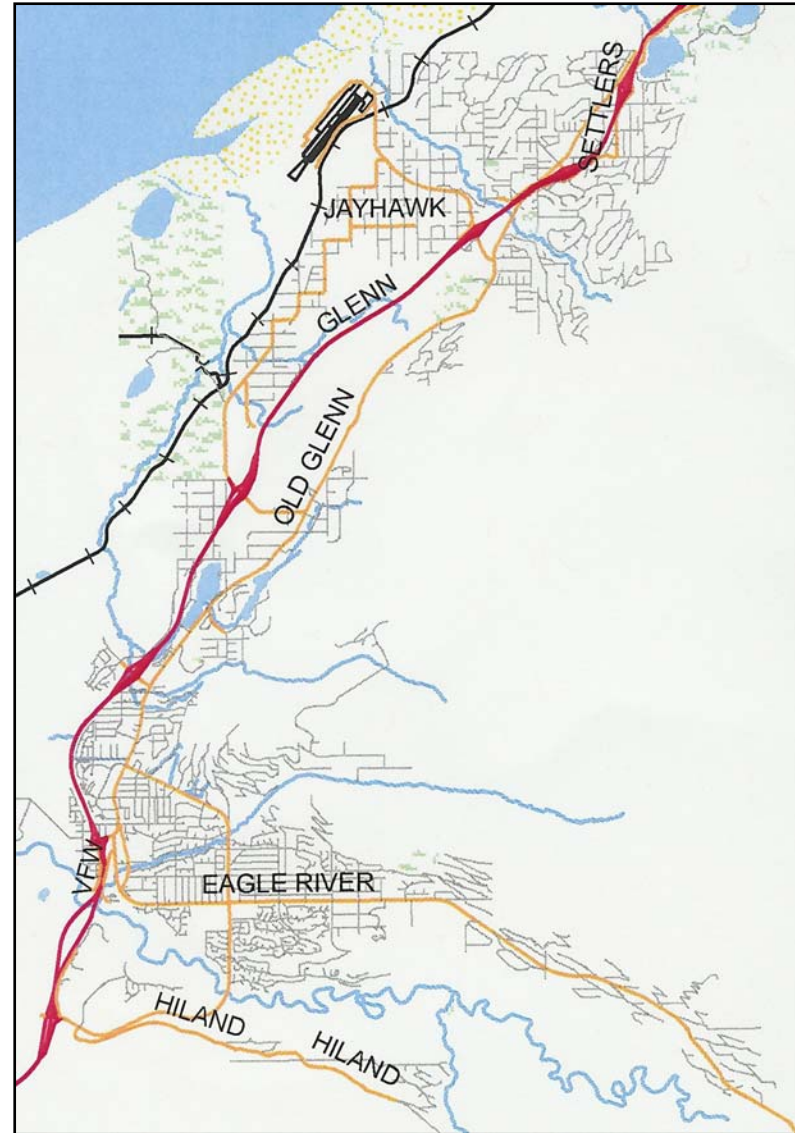 SETTLERS
JAYHAWK
GLENN
OLD GLENN
VFW
EAGLE RIVER
HILAND
HILAND